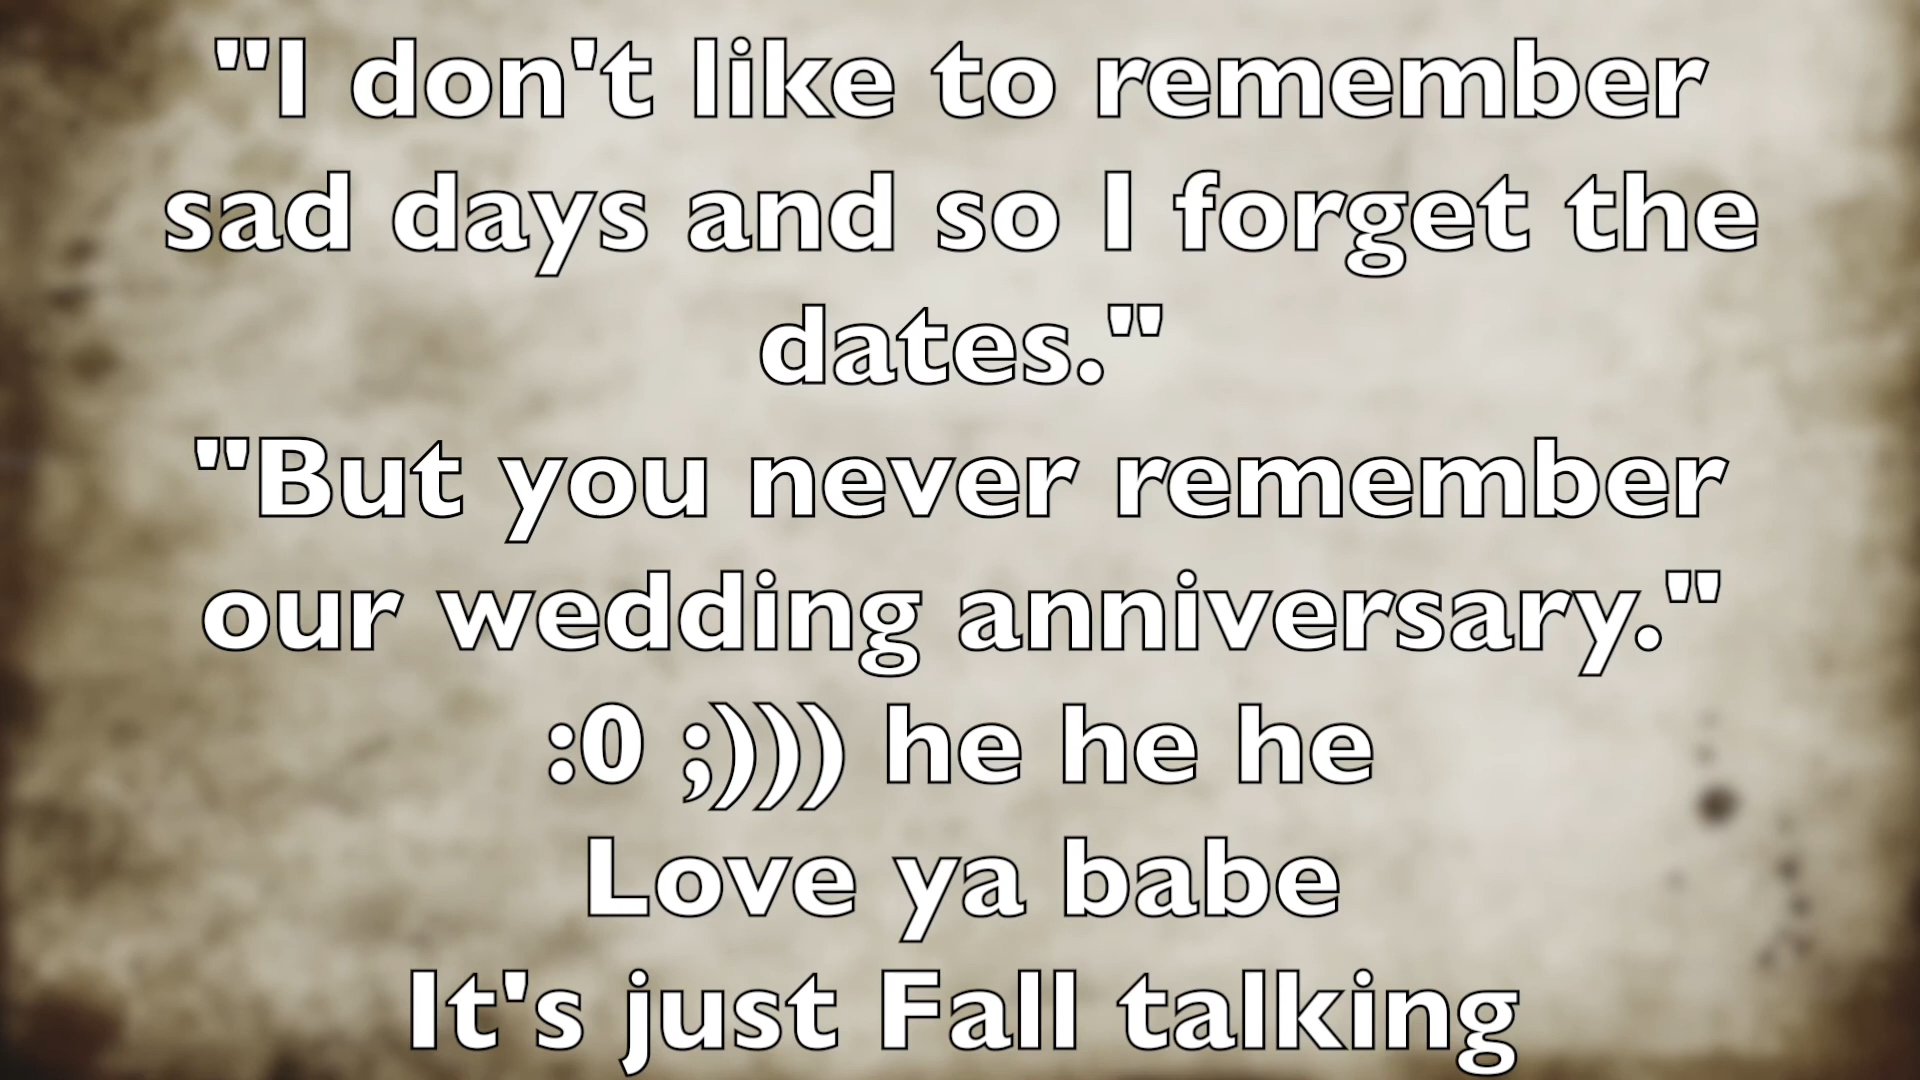 "I don't like to remember
sad days and so I forget the
dates."
"But you never remember
our wedding anniversary."
:0 ;))) he he he
Love ya babe
It's just Fall talking